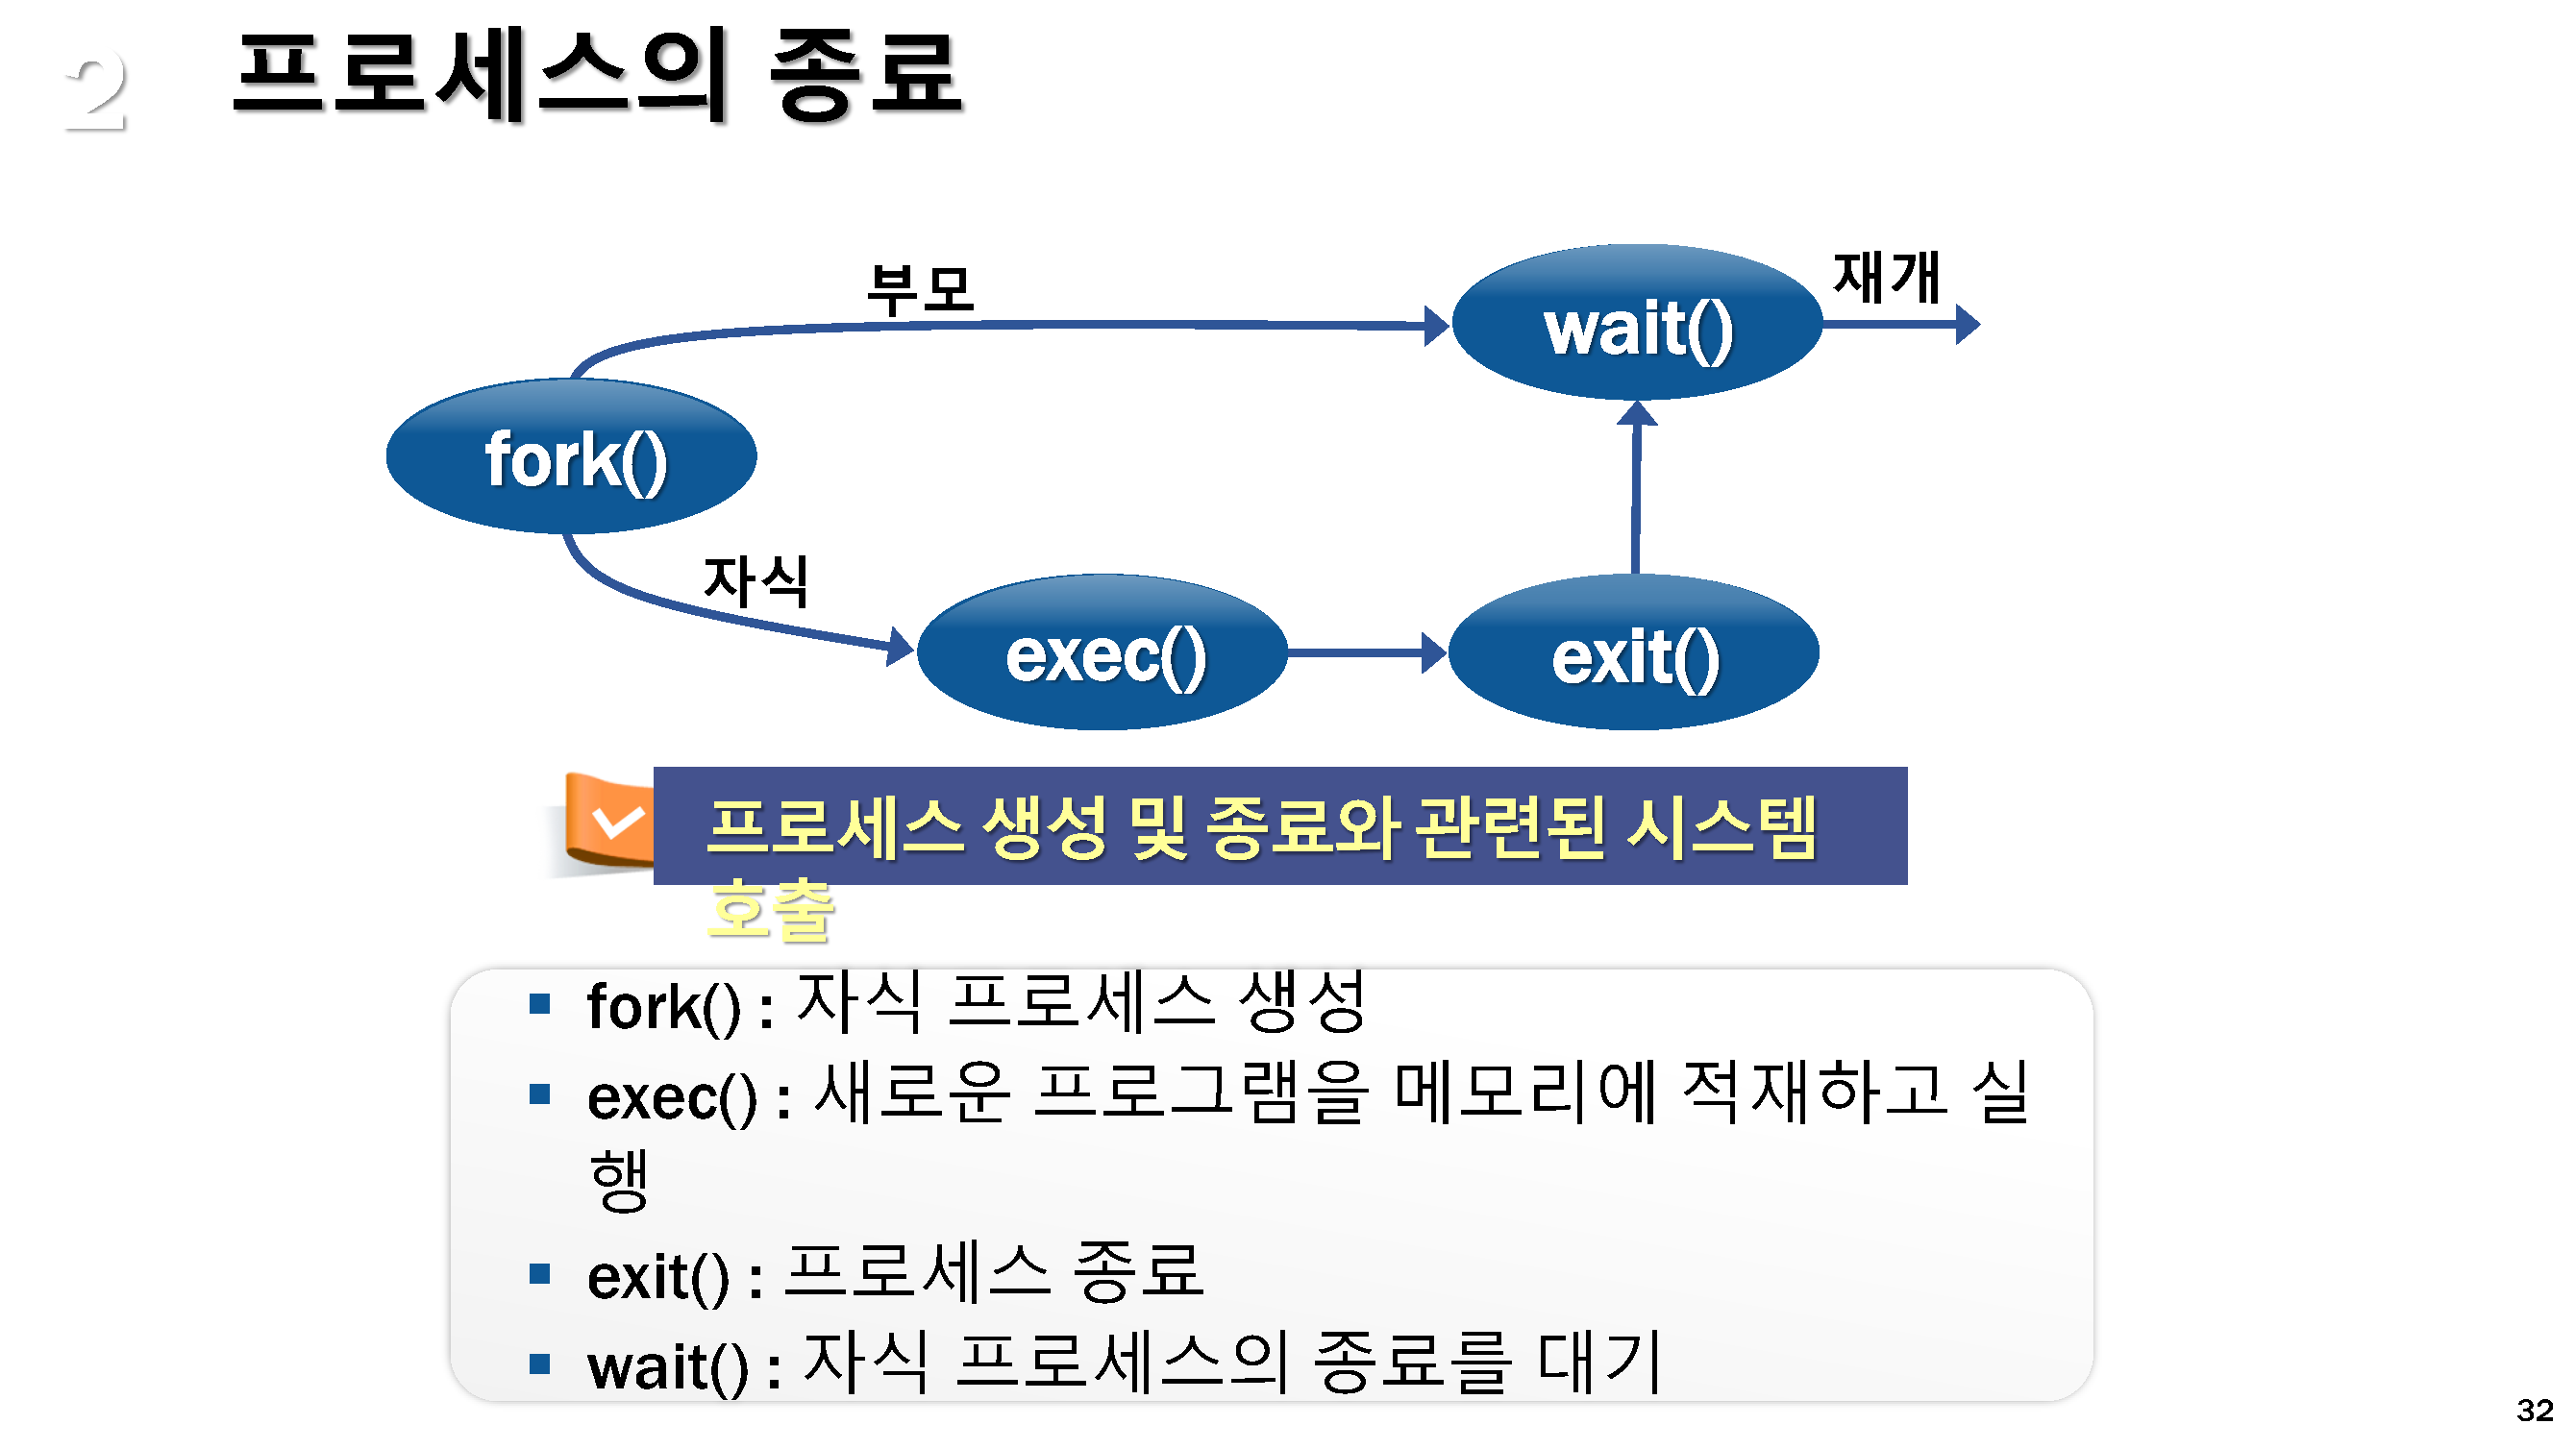 2 프로세스의 종료
부모
재개
wait()
fork()
자식
exec()
exit()
프로세스 생성 및 종료와 관련된 시스템
호출
▪ fork() : 자식 프로세스 생성
▪ exec() : 새로운 프로그램을 메모리에 적재하고 실
행
▪ exit() : 프로세스 종료
▪ wait() : 자식 프로세스의 종료를 대기
32